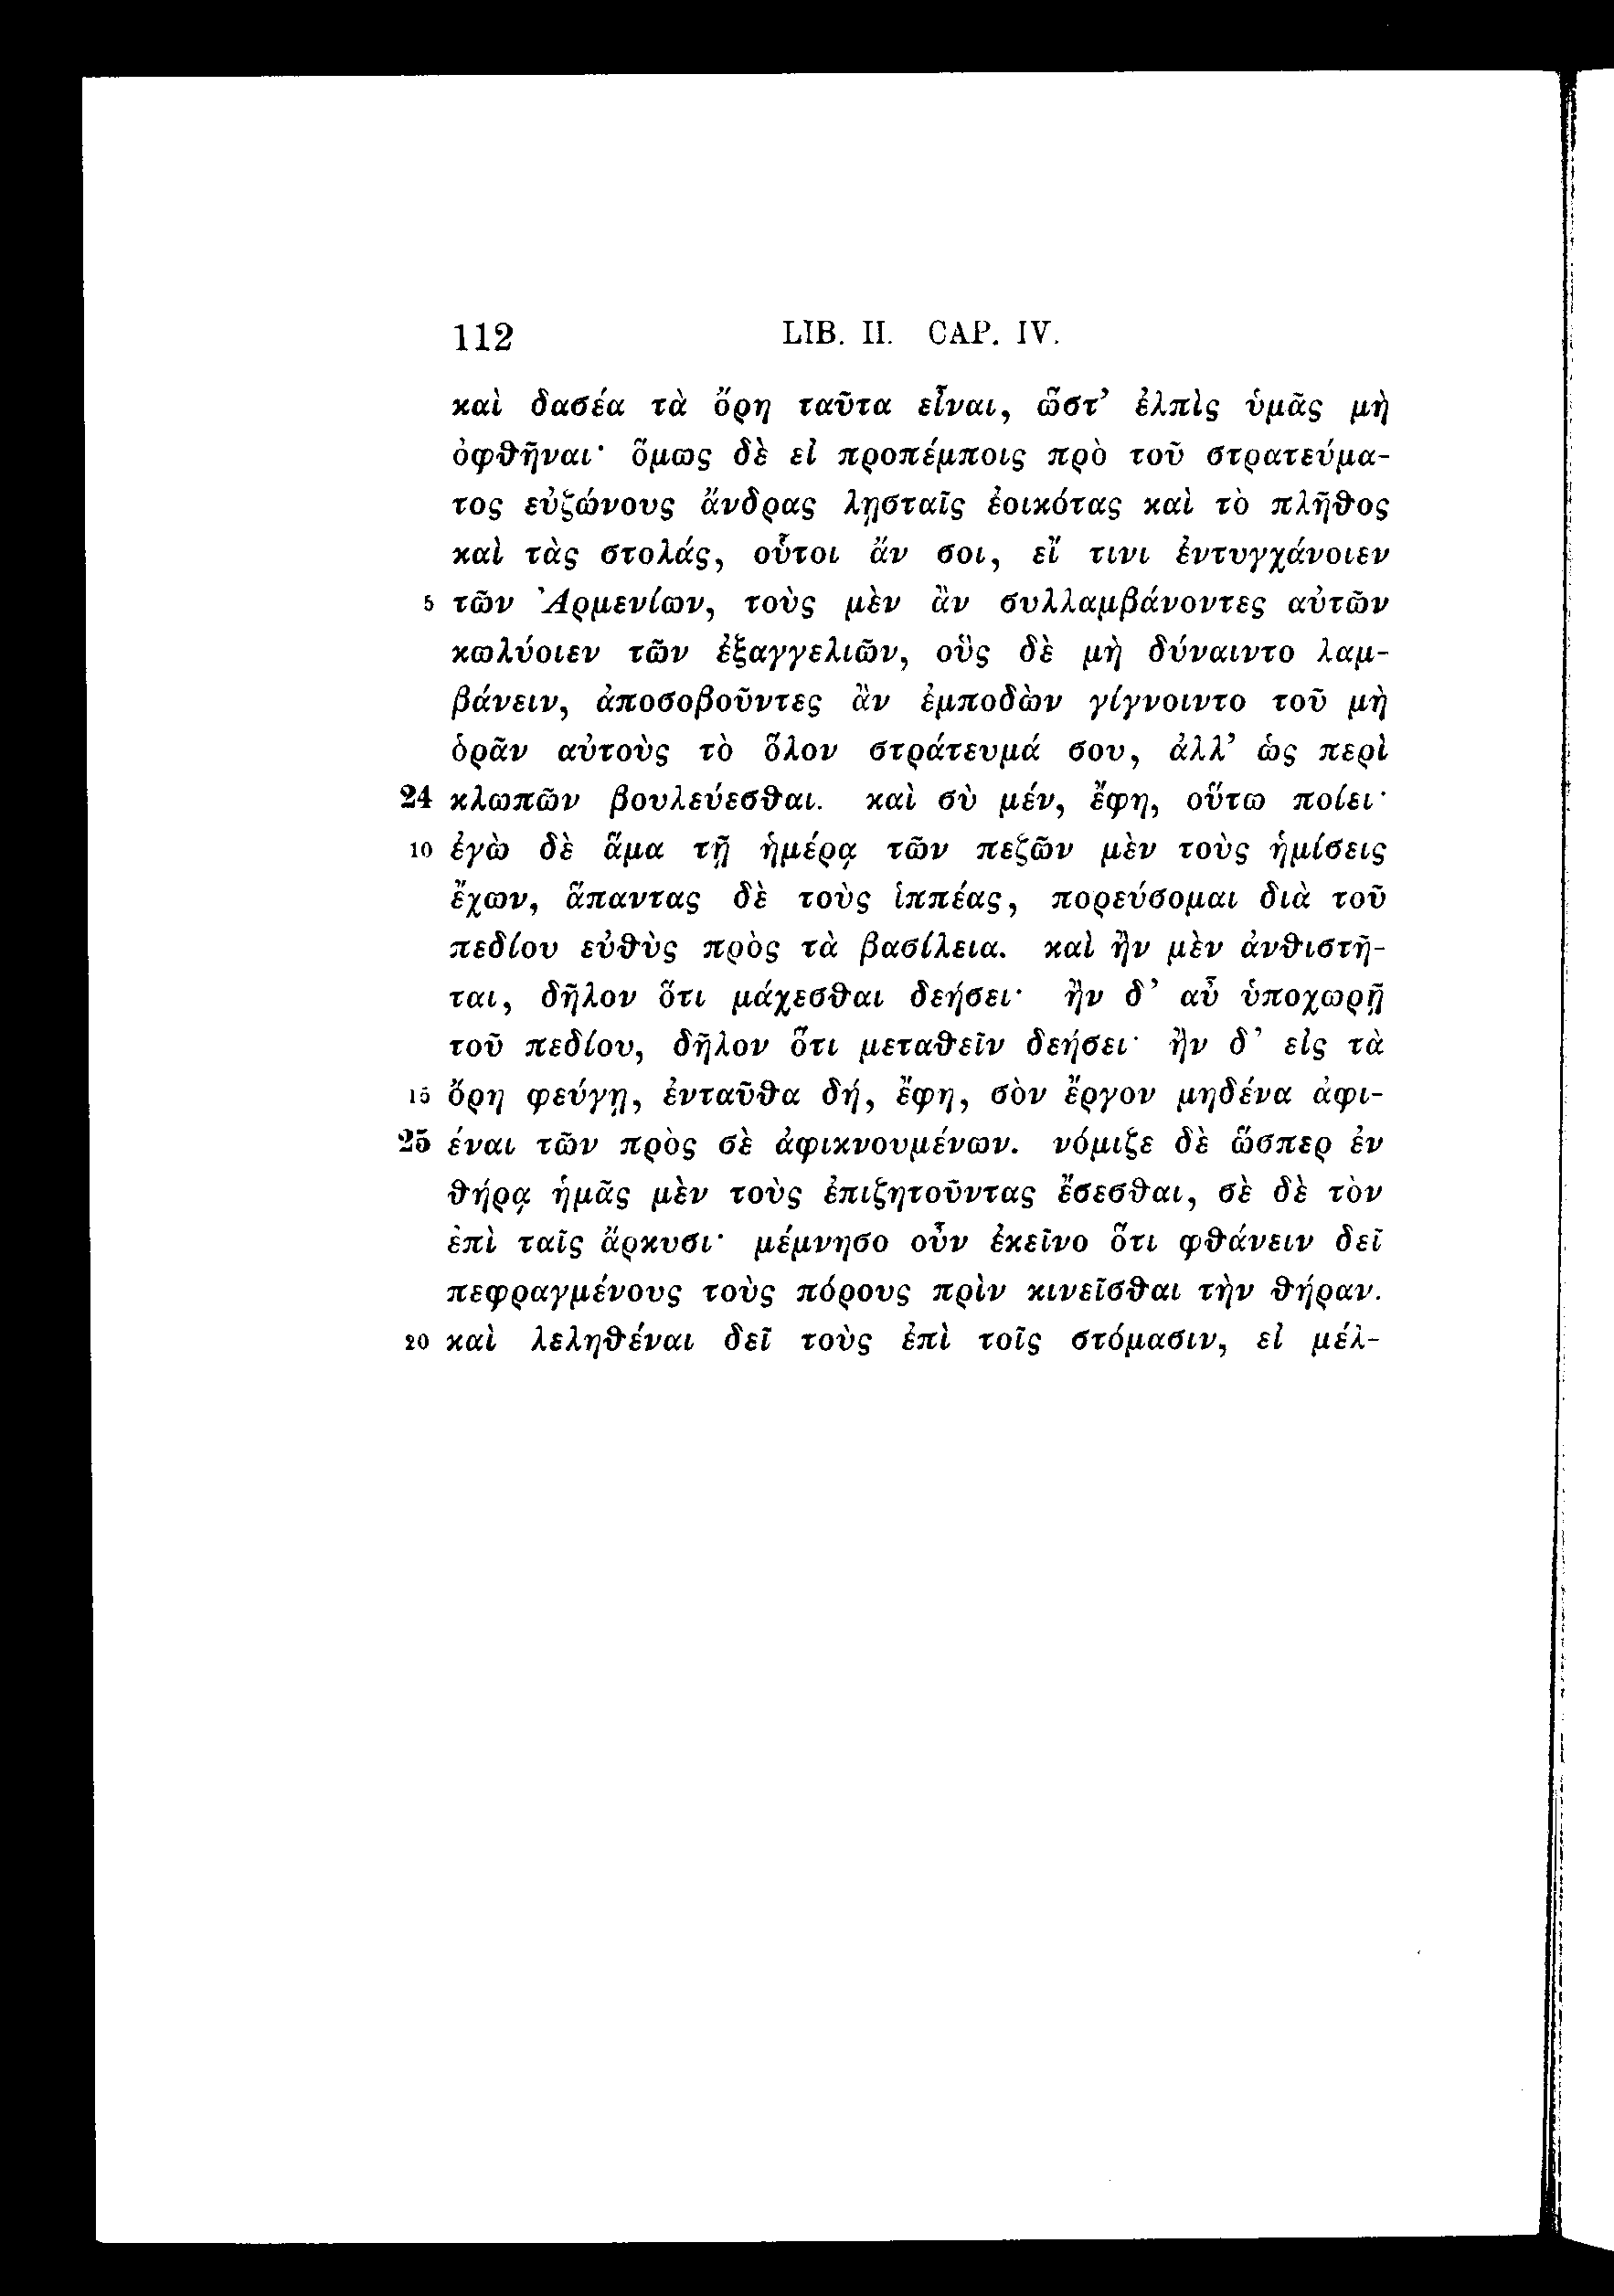 112 LIB. II. CAP. IV.
καὶ δασέα τὰ ὄρη ταῦτα εἶναι, ὥστ’ ἐλπὶς ὑμᾶς μὴ
ὀφθῆναι· ὅμως δὲ εἰ προπέμποις πρὸ τοῦ στρατεύμα-
τος εὐζώνους ἄνδρας λῃσταῖς ἐοικότας καὶ τὸ πλῆθος
καὶ τὰς στολάς, οὗτοι ἄν σοι, εἴ τινι ἐντυγχάνοιεν
5 τῶν Ἀρμενίων, τοὺς μὲν ἂν συλλαμβάνοντες αὐτῶν
κωλύοιεν τῶν ἐξαγγελιῶν, οὓς δὲ μὴ δύναιντο λαμ-
βάνειν, ἀποσοβοῦντες ἂν ἐμποδὼν γίγνοιντο τοῦ μὴ
ὁρᾶν αὐτοὺς τὸ ὅλον στράτευμά σου, ἀλλ’ ὡς περὶ
24 κλωπῶν βουλεύεσθαι. καὶ σὺ μέν, ἔφη, οὕτω ποίει·
10 ἐγὼ δὲ ἅμα τῇ ἡμέρᾳ τῶν πεζῶν μὲν τοὺς ἡμίσεις
ἔχων, ἅπαντας δὲ τοὺς ἱππέας, πορεύσομαι διὰ τοῦ
πεδίου εὐθὺς πρὸς τὰ βασίλεια. καὶ ἢν μὲν ἀνθιστῆ-
ται, δῆλον ὅτι μάχεσθαι δεήσει· ἢν δ’ αὖ ὑποχωρῇ
τοῦ πεδίου, δῆλον ὅτι μεταθεῖν δεήσει· ἢν δ’ εἰς τὰ
15 ὄρη φεύγῃ, ἐνταῦθα δή, ἔφη, σὸν ἔργον μηδένα ἀφι-
25 έναι τῶν πρὸς σὲ ἀφικνουμένων. νόμιζε δὲ ὥσπερ ἐν
θήρᾳ ἡμᾶς μὲν τοὺς ἐπιζητοῦντας ἔσεσθαι, σὲ δὲ τὸν
ἐπὶ ταῖς ἄρκυσι· μέμνησο οὖν ἐκεῖνο ὅτι φθάνειν δεῖ
πεφραγμένους τοὺς πόρους πρὶν κινεῖσθαι τὴν θήραν.
20 καὶ λεληθέναι δεῖ τοὺς ἐπὶ τοῖς στόμασιν, εἰ μέλ-